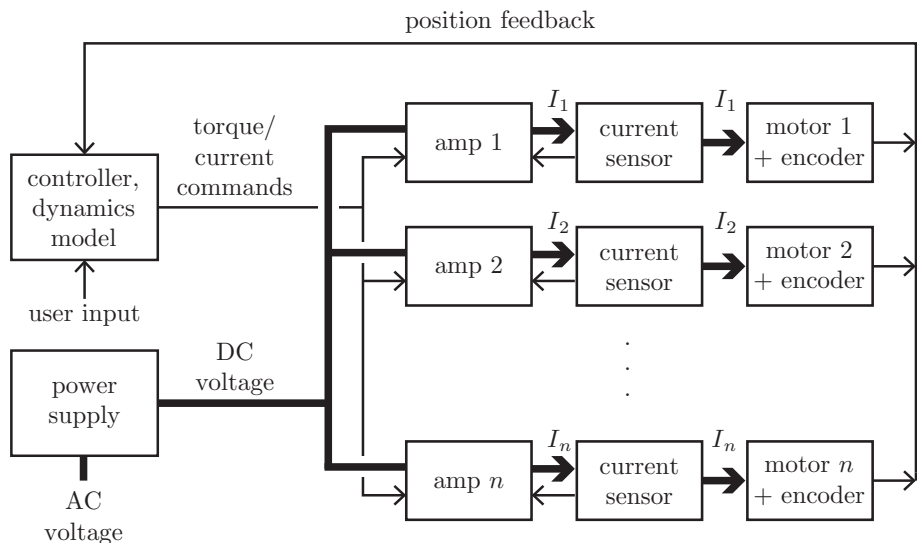 position feedback
torque/
current
commands
controller,
dynamics
model
user input
power
supply
AC
voltage
DC
voltage
amp 1
I₁
current
sensor
I₁
motor 1
+ encoder
amp 2
I₂
current
sensor
I₂
motor 2
+ encoder
.
.
.
amp n
Iₙ
current
sensor
Iₙ
motor n
+ encoder